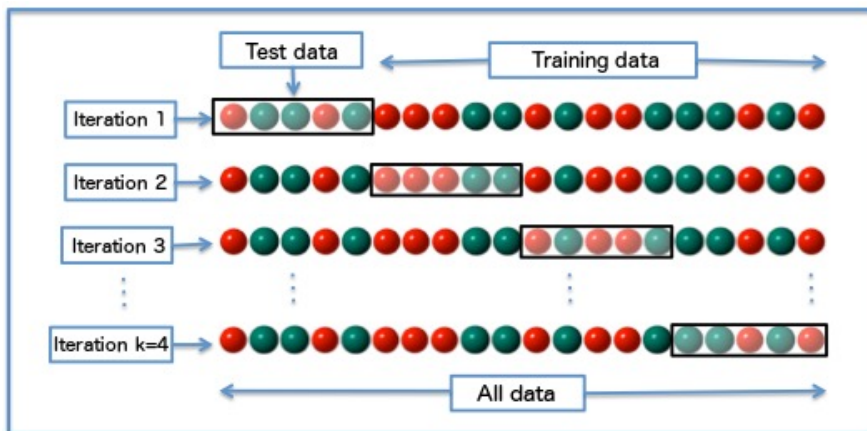 Test data
Training data
Iteration 1
Iteration 2
Iteration 3
Iteration k=4
All data